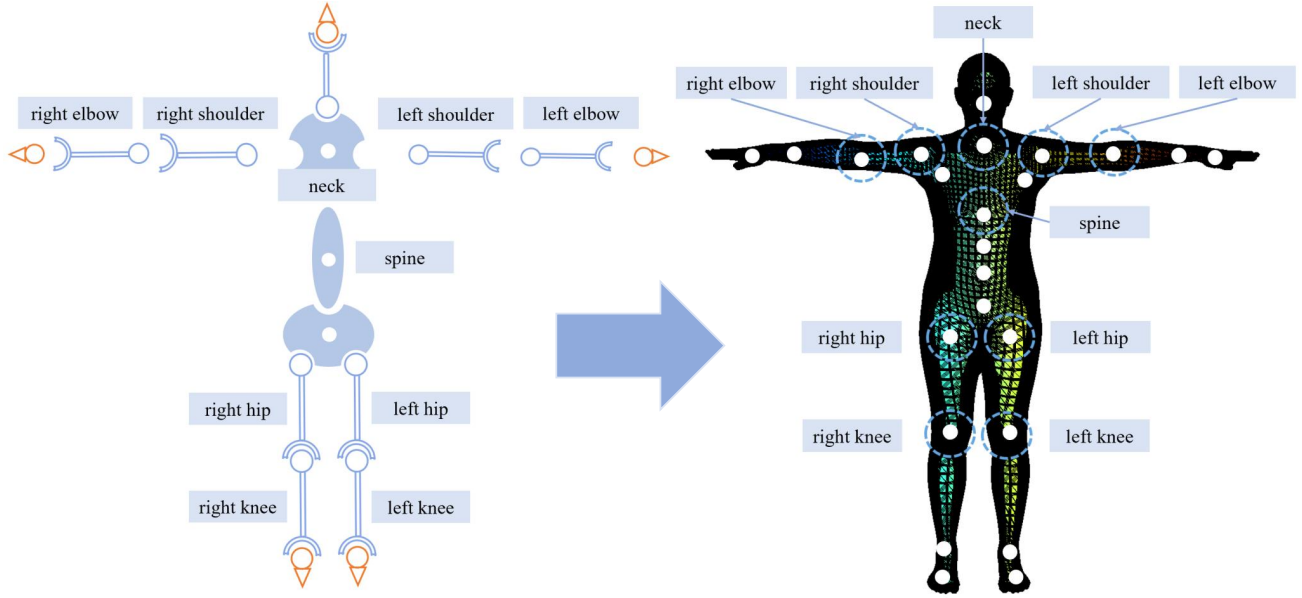 neck
right elbow
right shoulder
left shoulder
left elbow
right elbow
right shoulder
left shoulder
left elbow
neck
spine
spine
right hip
left hip
right hip
left hip
right knee
left knee
right knee
left knee